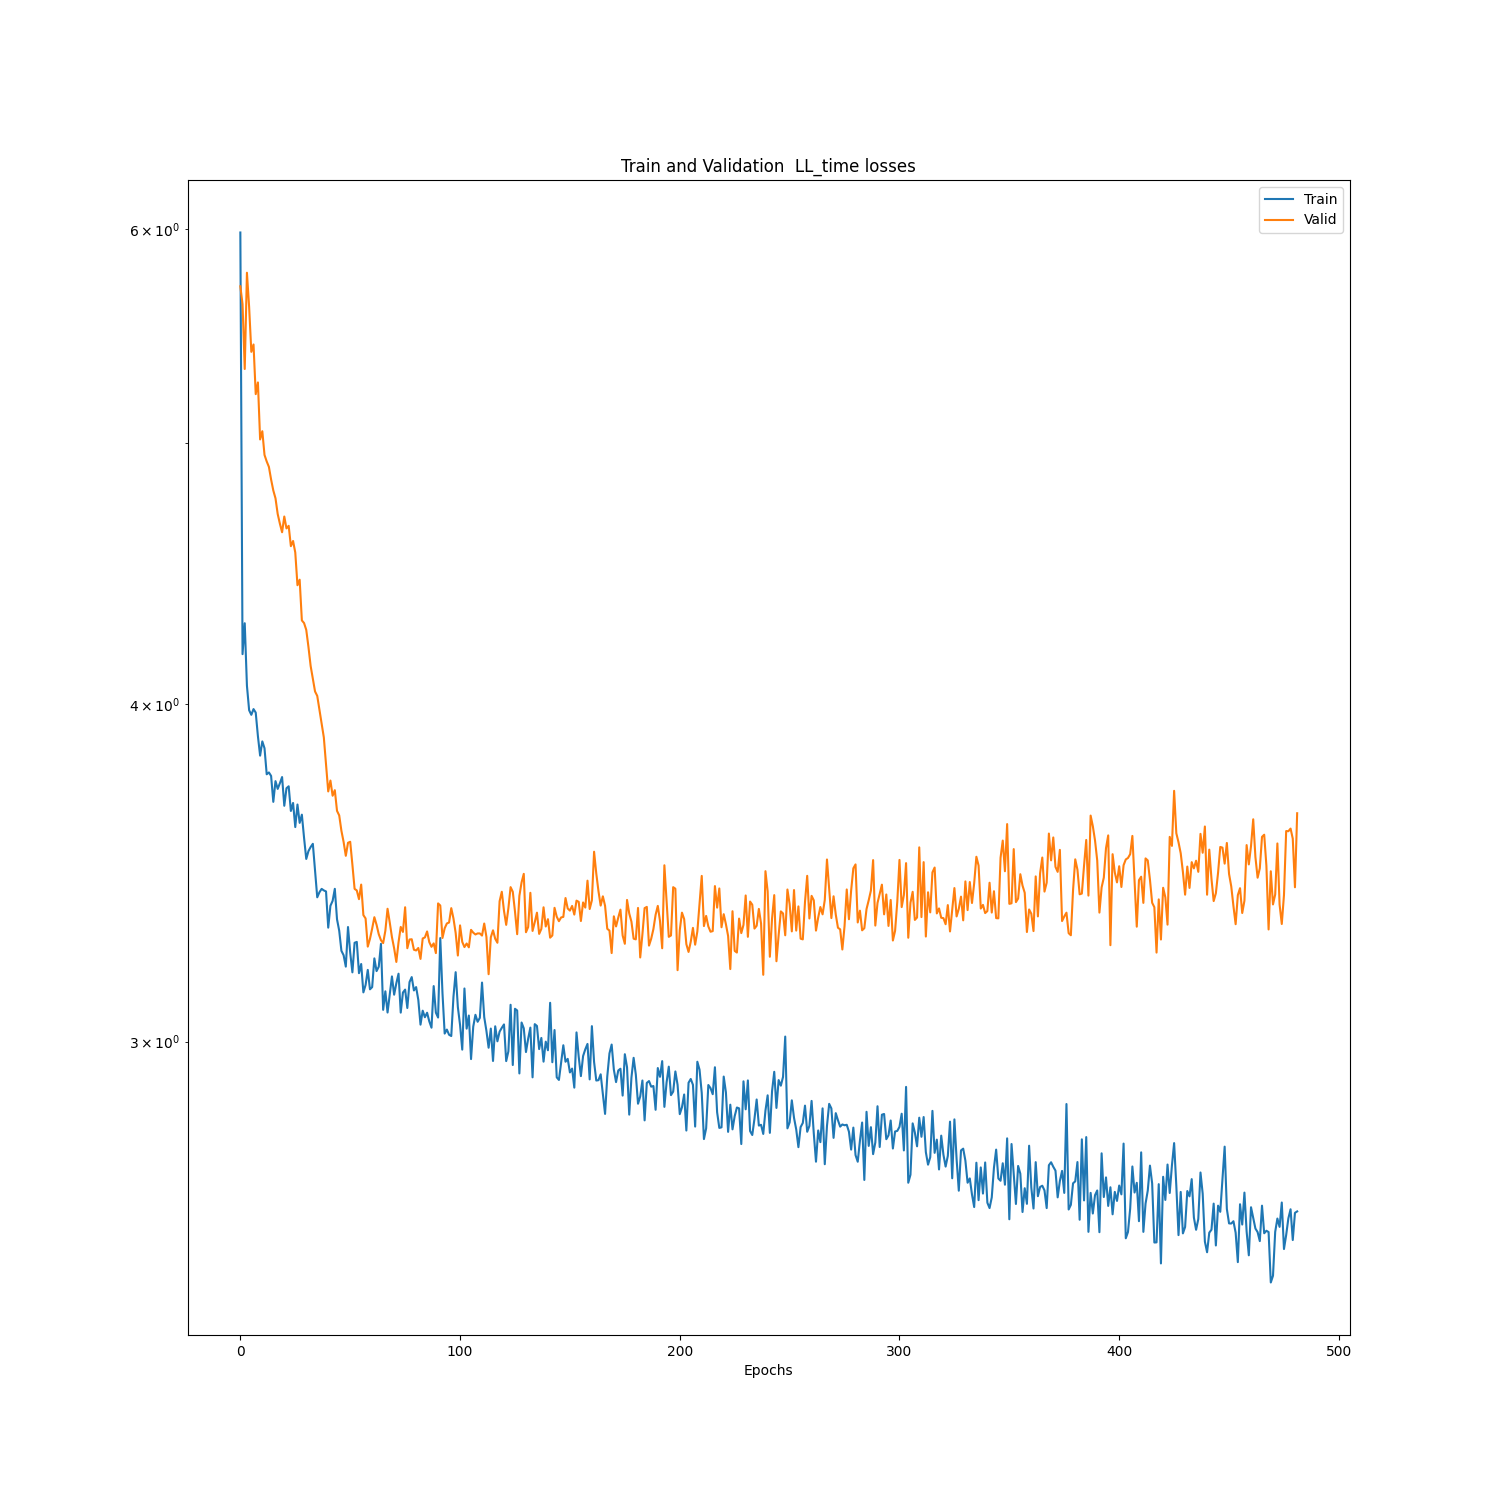 Train and Validation  LL_time losses
Train
Valid
6 × 10⁰
4 × 10⁰
3 × 10⁰
0 100 200 300 400 500
Epochs